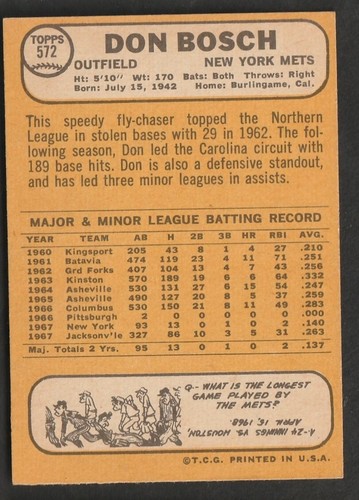 TOPPS
572
DON BOSCH
OUTFIELD NEW YORK METS
Ht: 5'10" Wt: 170 Bats: Both Throws: Right
Born: July 15, 1942 Home: Burlingame, Cal.
This speedy fly-chaser topped the Northern
League in stolen bases with 29 in 1962. The fol-
lowing season, Don led the Carolina circuit with
189 base hits. Don is also a defensive standout,
and has led three minor leagues in assists.
MAJOR & MINOR LEAGUE BATTING RECORD
YEAR TEAM AB H 2B 3B HR RBI AVG.
1960 Kingsport 205 43 8 1 4 27 .210
1961 Batavia 474 119 23 4 11 71 .251
1962 Grd Forks 407 104 13 4 7 43 .256
1963 Kinston 570 189 19 6 6 64 .332
1964 Asheville 530 131 27 6 15 54 .247
1965 Asheville 490 127 20 8 5 37 .259
1966 Columbus 530 150 21 8 11 49 .283
1966 Pittsburgh 2 0 0 0 0 0 .000
1967 New York 93 13 0 1 0 2 .140
1967 Jacksonv'le 327 86 10 3 5 31 .263
Maj. Totals 2 Yrs. 95 13 0 1 0 2 .137
Q-- WHAT IS THE LONGEST
GAME PLAYED BY
THE METS?
A-24 INNINGS VS. HOUSTON,
APRIL 15, 1968.
©T.C.G. PRINTED IN U.S.A.